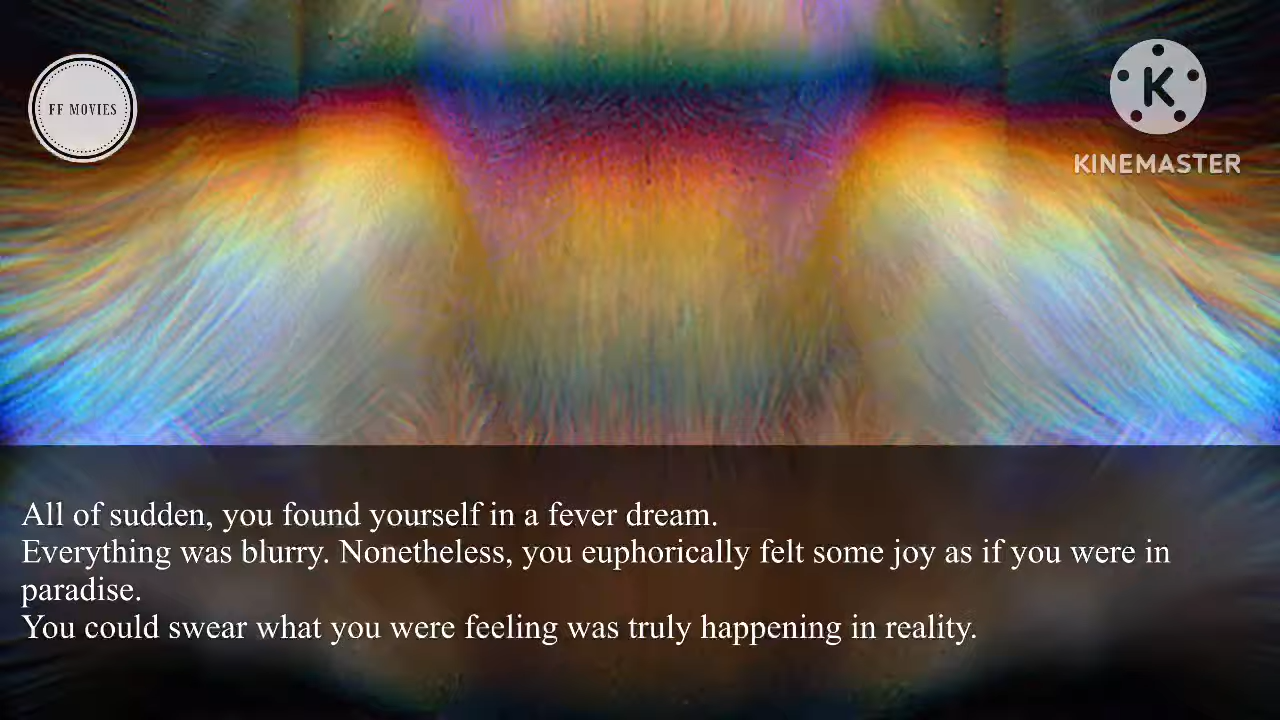 FF MOVIES
KINEMASTER
All of sudden, you found yourself in a fever dream.
Everything was blurry. Nonetheless, you euphorically felt some joy as if you were in
paradise.
You could swear what you were feeling was truly happening in reality.